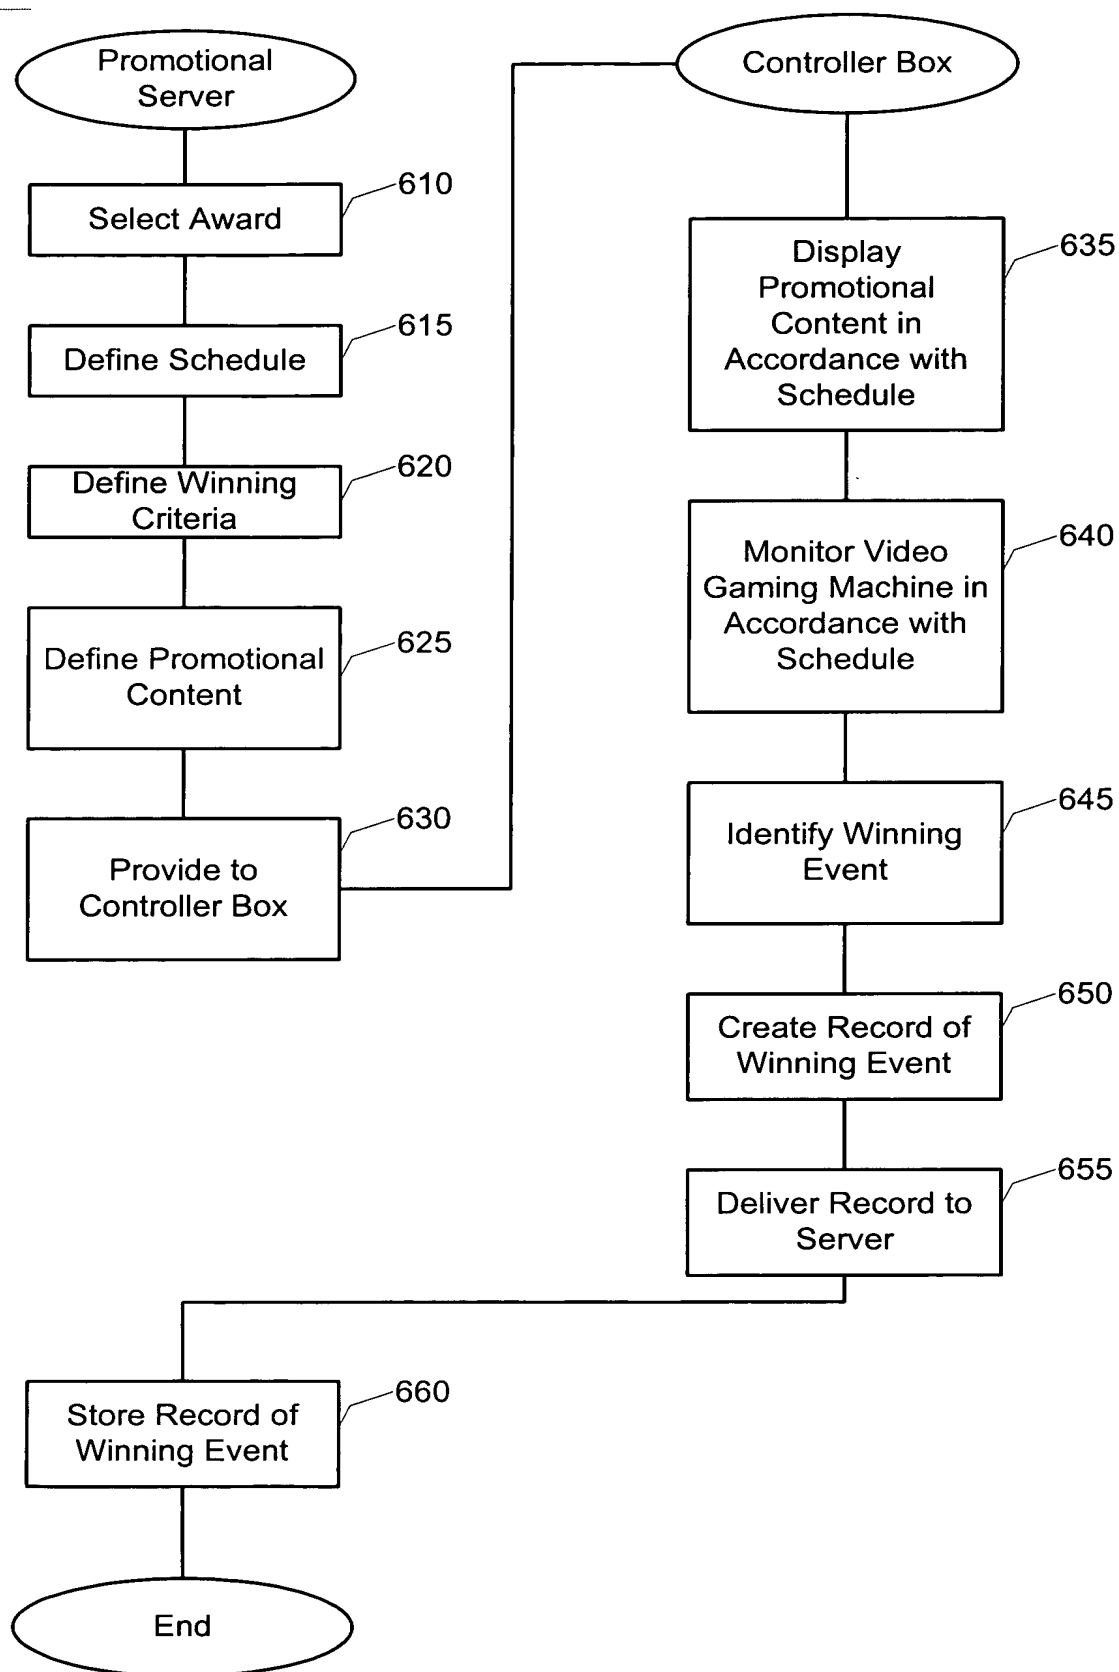 Promotional
Server
610
Select Award
615
Define Schedule
620
Define Winning
Criteria
625
Define Promotional
Content
630
Provide to
Controller Box
Controller Box
635
Display
Promotional
Content in
Accordance with
Schedule
640
Monitor Video
Gaming Machine in
Accordance with
Schedule
645
Identify Winning
Event
650
Create Record of
Winning Event
655
Deliver Record to
Server
660
Store Record of
Winning Event
End